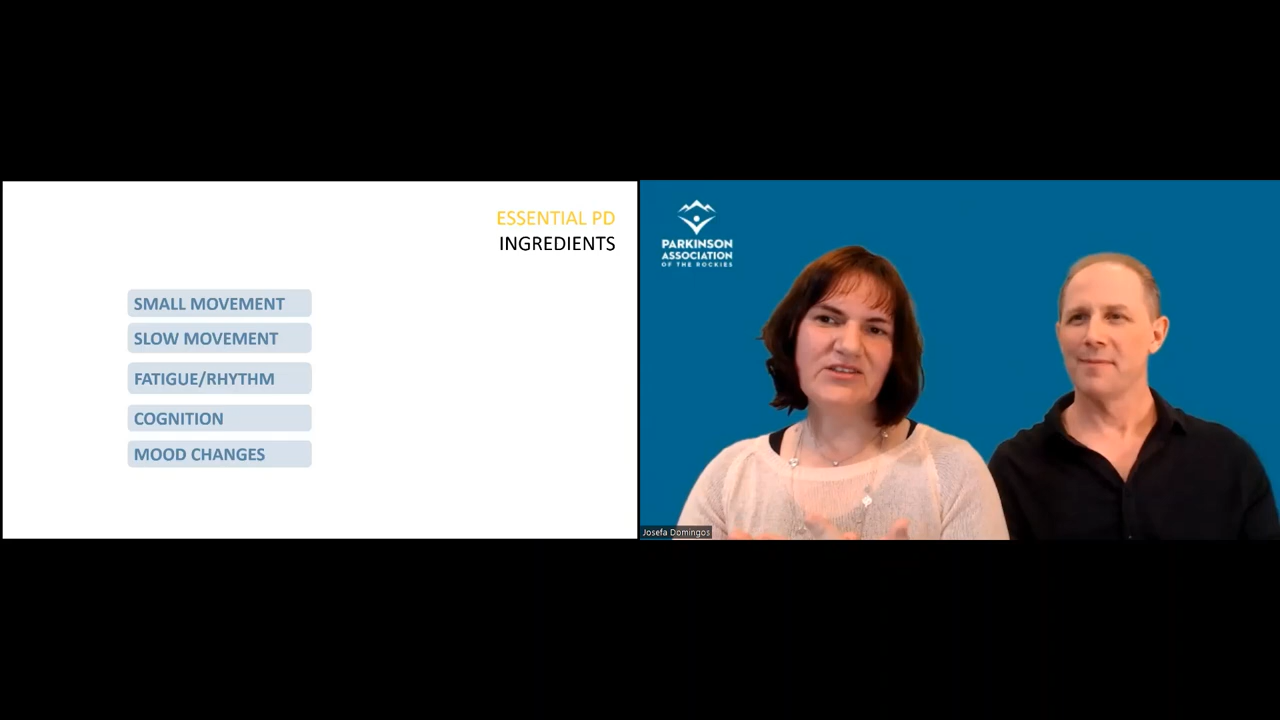 ESSENTIAL PD
INGREDIENTS
SMALL MOVEMENT
SLOW MOVEMENT
FATIGUE/RHYTHM
COGNITION
MOOD CHANGES
PARKINSON
ASSOCIATION
OF THE ROCKIES
Josefa Domingos